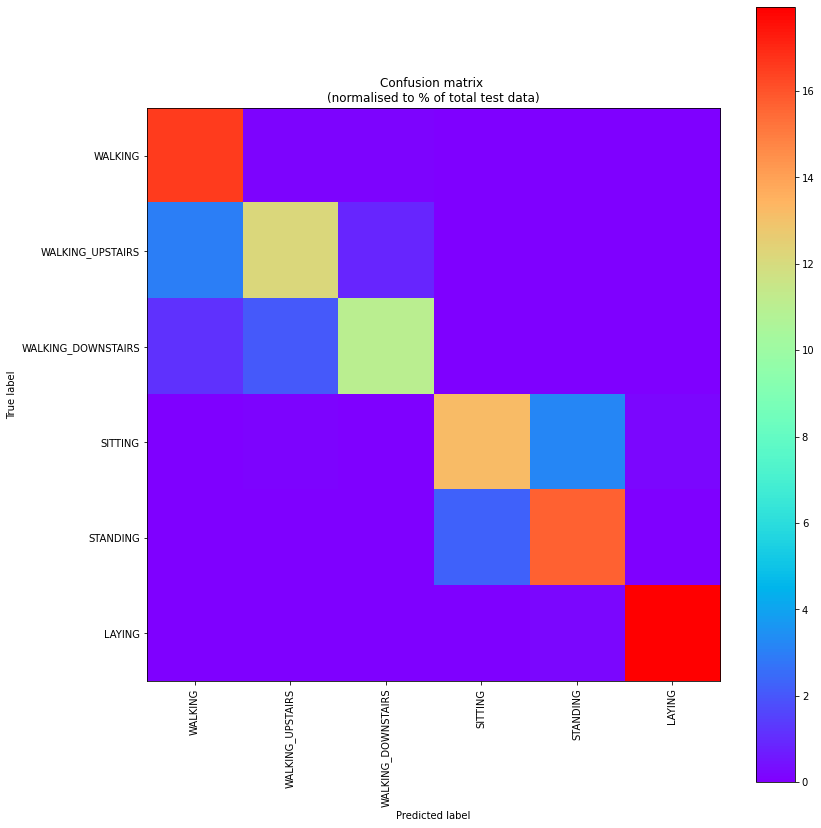 Confusion matrix
(normalised to % of total test data)
WALKING
WALKING_UPSTAIRS
WALKING_DOWNSTAIRS
SITTING
STANDING
LAYING
True label
WALKING
WALKING_UPSTAIRS
WALKING_DOWNSTAIRS
SITTING
STANDING
LAYING
Predicted label
16
14
12
10
8
6
4
2
0